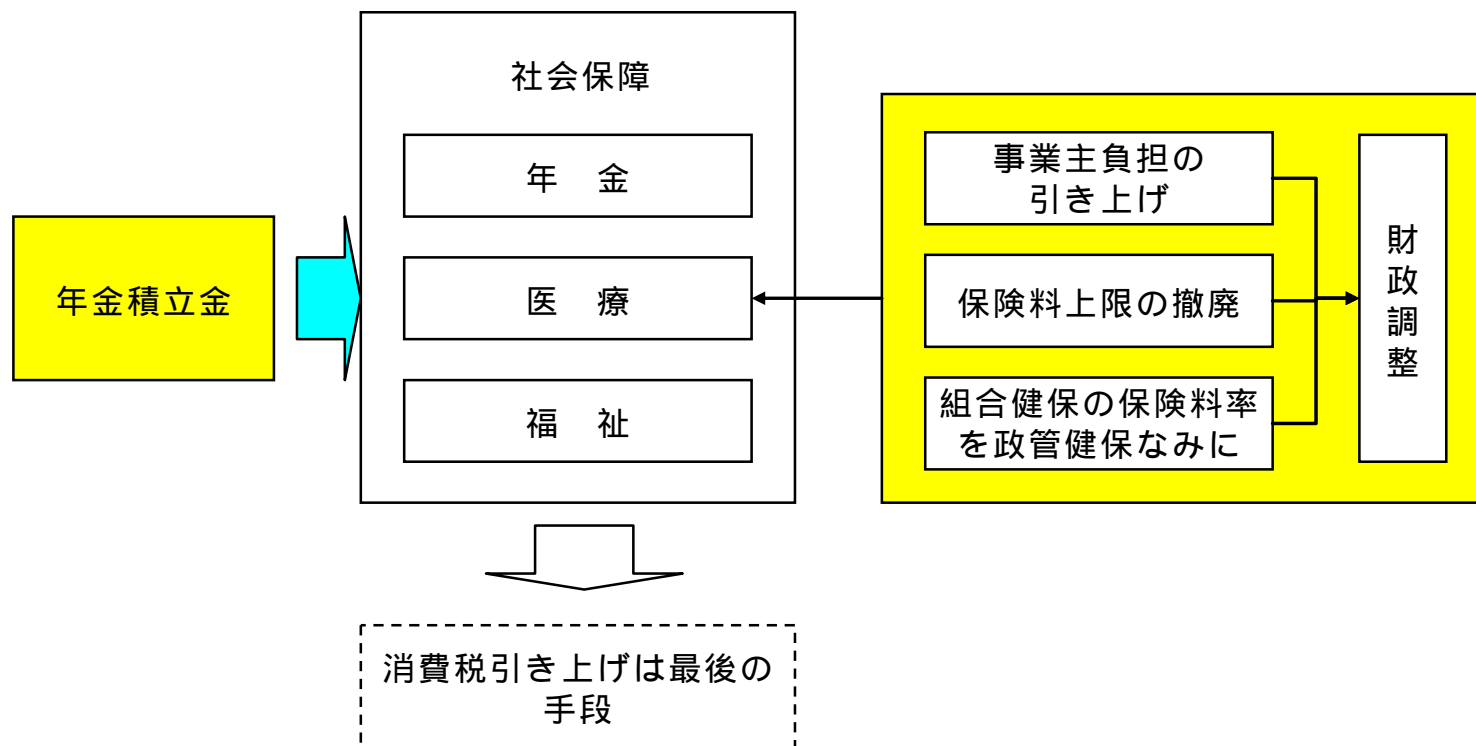 社会保障
年　金
医　療
福　祉
年金積立金
事業主負担の
引き上げ
保険料上限の撤廃
組合健保の保険料率
を政管健保なみに
財政調整
消費税引き上げは最後の
手段